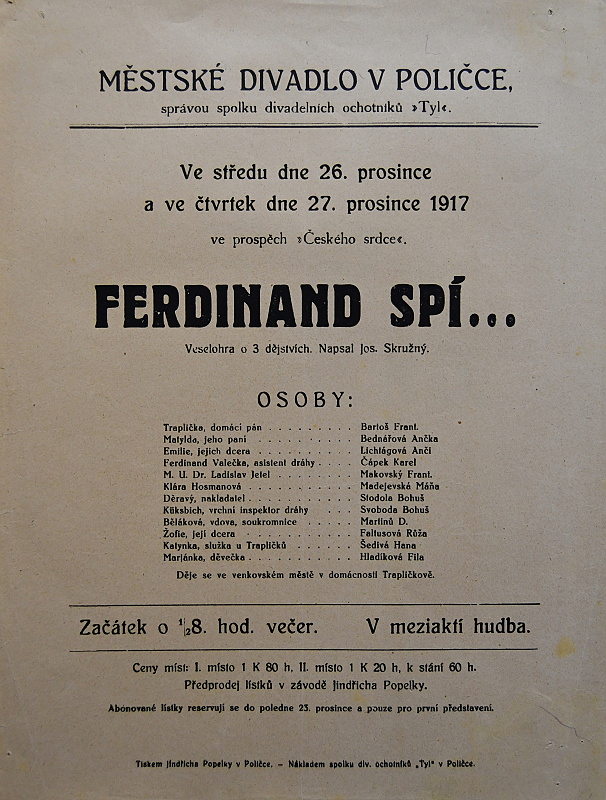 MĚSTSKÉ DIVADLO V POLIČCE,
správou spolku divadelních ochotníků »Tyl«.
Ve středu dne 26. prosince
a ve čtvrtek dne 27. prosince 1917
ve prospěch »Českého srdce«.
FERDINAND SPÍ...
Veselohra o 3 dějstvích. Napsal Jos. Skružný.
OSOBY:
Traplička, domácí pán . . . . . . . . . Bartoš Frant.
Matylda, jeho paní . . . . . . . . . . Bednářová Ančka
Emilie, jejich dcera . . . . . . . . . . Lichtágová Anči
Ferdinand Valečka, asistent dráhy . . . . Čápek Karel
M. U. Dr. Ladislav Jetel . . . . . . . . Makovský Frant.
Klára Hosmanová . . . . . . . . . . . Madejevská Máňa
Děravý, nakladatel . . . . . . . . . . . Stodola Bohuš
Küksbich, vrchní inspektor dráhy . . . . Svoboda Bohuš
Běláková, vdova, soukromnice . . . . . Martinů D.
Žofie, její dcera . . . . . . . . . . Faltusová Růža
Katynka, služka u Trapličků . . . . . . Šedivá Hana
Marjánka, děvečka . . . . . . . . . . . Hladíková Fila
Děje se ve venkovském městě v domácnosti Trapličkově.
Začátek o ½8. hod. večer. V meziaktí hudba.
Ceny míst: I. místo 1 K 80 h, II. místo 1 K 20 h, k stání 60 h.
Předprodej lístků v závodě Jindřicha Popelky.
Abonované lístky reservují se do poledne 23. prosince a pouze pro první představení.
Tiskem Jindřicha Popelky v Poličce. – Nákladem spolku div. ochotníků „Tyl" v Poličce.